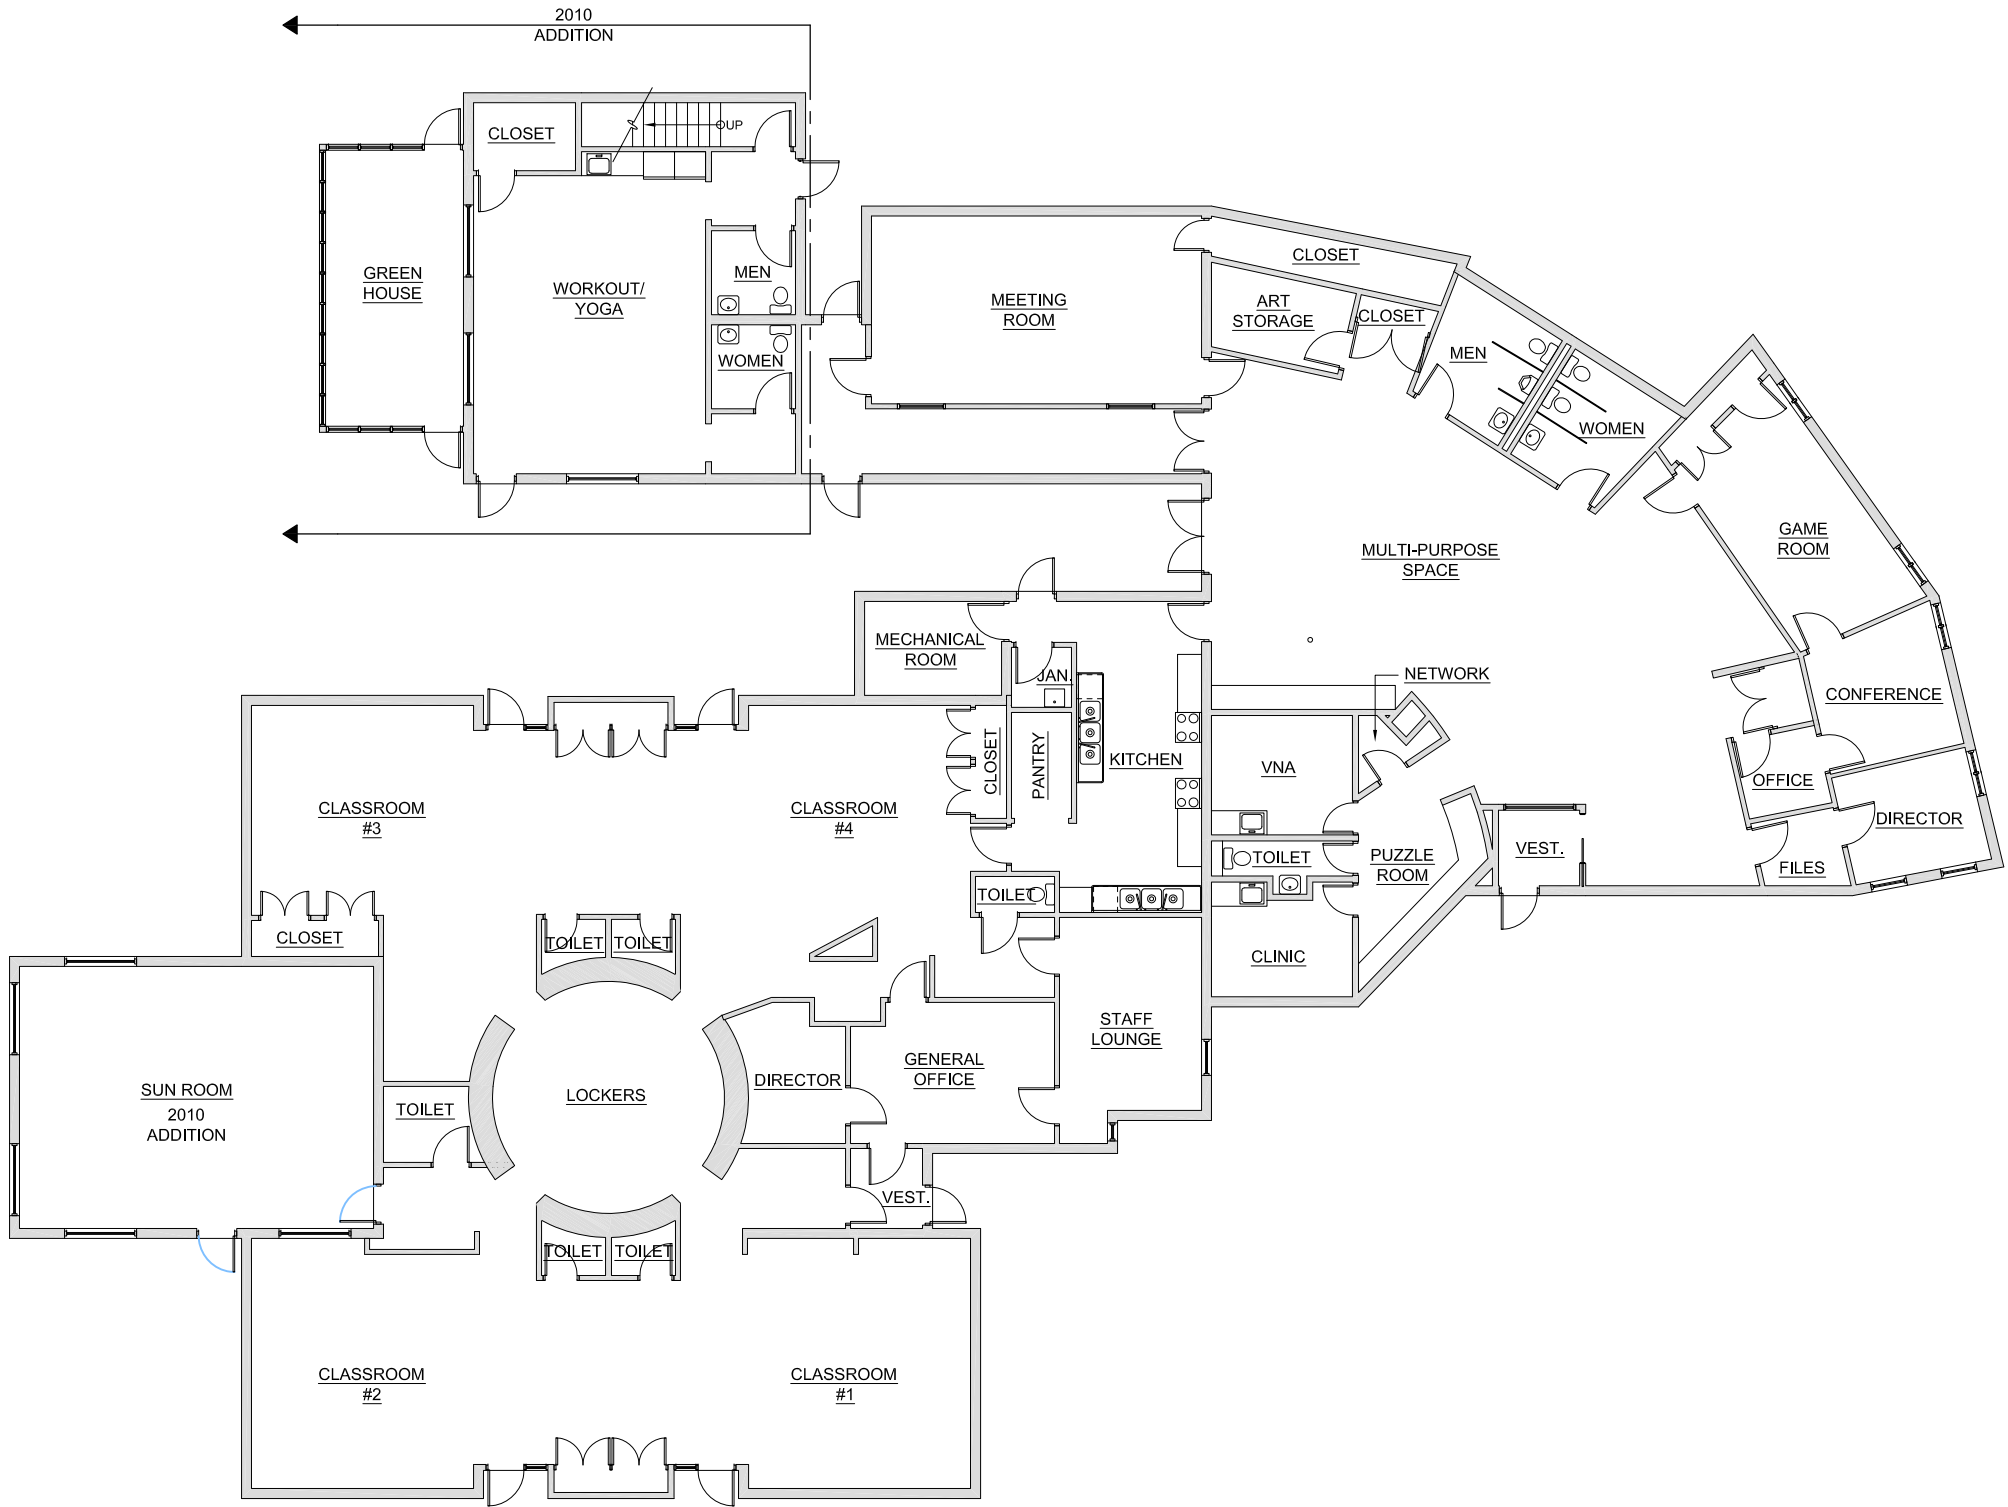 2010
ADDITION
CLOSET
UP
GREEN
HOUSE
WORKOUT/
YOGA
MEN
WOMEN
MEETING
ROOM
CLOSET
ART
STORAGE
CLOSET
MEN
WOMEN
GAME
ROOM
MULTI-PURPOSE
SPACE
MECHANICAL
ROOM
JAN.
NETWORK
CONFERENCE
CLOSET
PANTRY
KITCHEN
VNA
OFFICE
CLASSROOM
#3
CLASSROOM
#4
DIRECTOR
PUZZLE
ROOM
VEST.
TOILET
FILES
TOILET
CLOSET
TOILET
TOILET
CLINIC
STAFF
LOUNGE
GENERAL
OFFICE
DIRECTOR
LOCKERS
SUN ROOM
2010
ADDITION
TOILET
VEST.
TOILET
TOILET
CLASSROOM
#2
CLASSROOM
#1